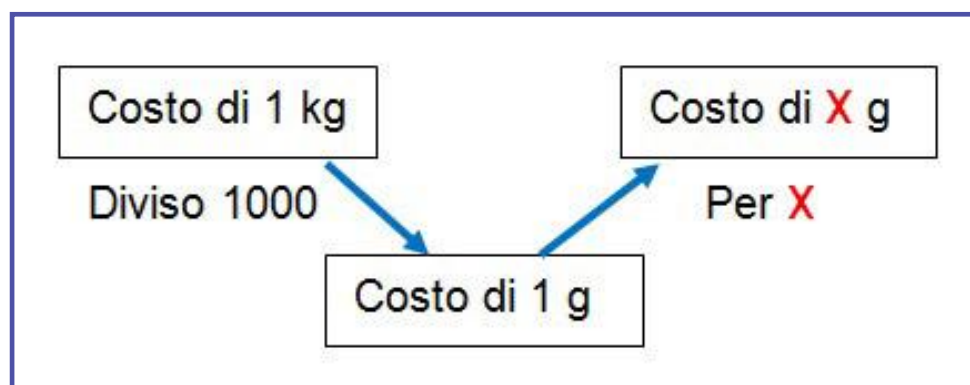 Costo di 1 kg
Costo di X g
Diviso 1000
Per X
Costo di 1 g